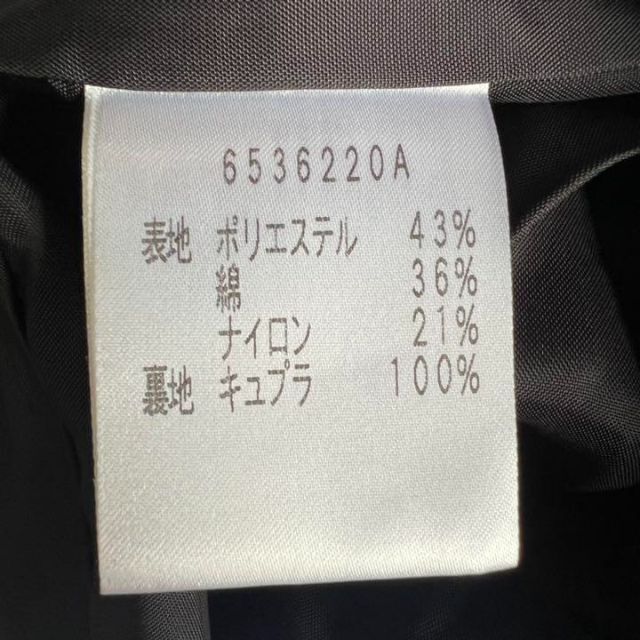 6536220A
表地 ポリエステル 43%
綿 36%
ナイロン 21%
裏地 キュプラ 100%